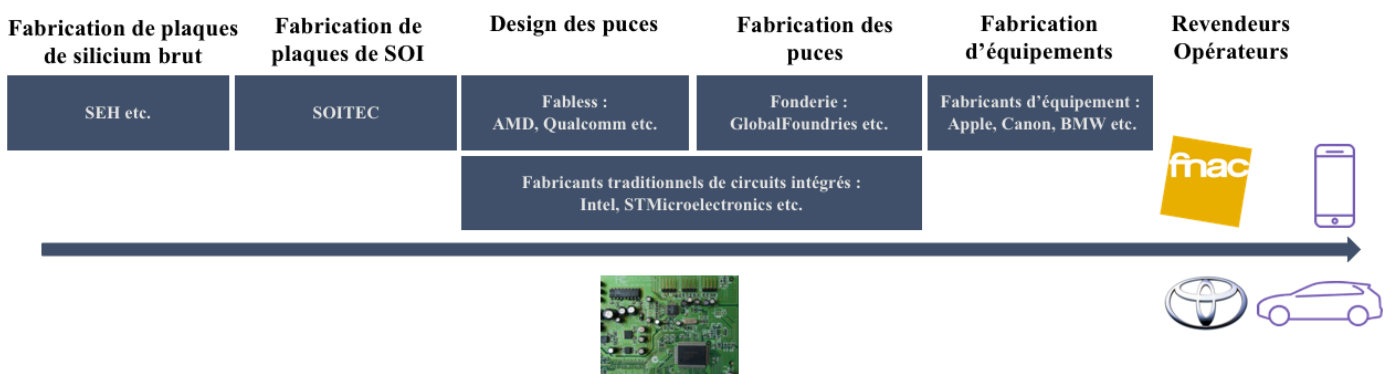 Fabrication de plaques
de silicium brut
Fabrication de
plaques de SOI
Design des puces
Fabrication des
puces
Fabrication
d’équipements
Revendeurs
Opérateurs
SEH etc.
SOITEC
Fabless :
AMD, Qualcomm etc.
Fonderie :
GlobalFoundries etc.
Fabricants d’équipement :
Apple, Canon, BMW etc.
Fabricants traditionnels de circuits intégrés :
Intel, STMicroelectronics etc.
fnac